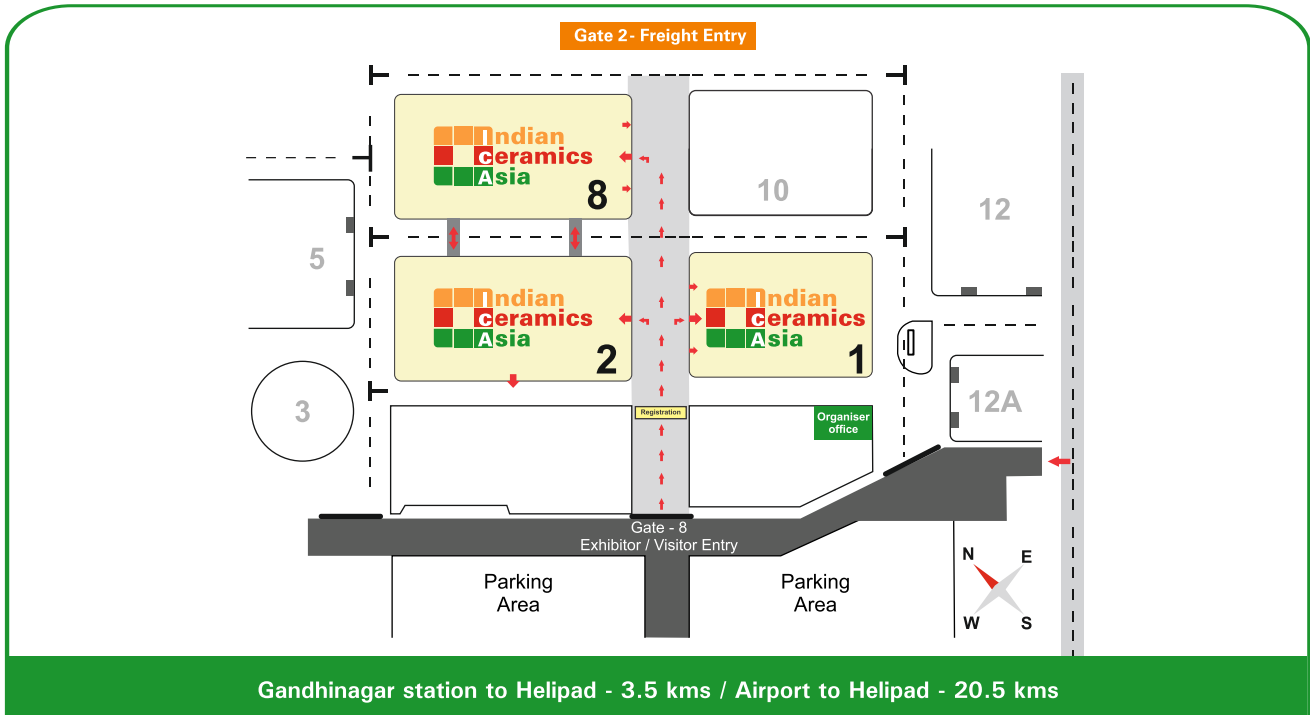 Gate 2 - Freight Entry
Indian
ceramics
Asia
8
10
12
5
Indian
ceramics
Asia
2
Indian
ceramics
Asia
1
3
12A
Registration
Organiser
office
Gate - 8
Exhibitor / Visitor Entry
Parking
Area
Parking
Area
N
E
W
S
Gandhinagar station to Helipad - 3.5 kms / Airport to Helipad - 20.5 kms